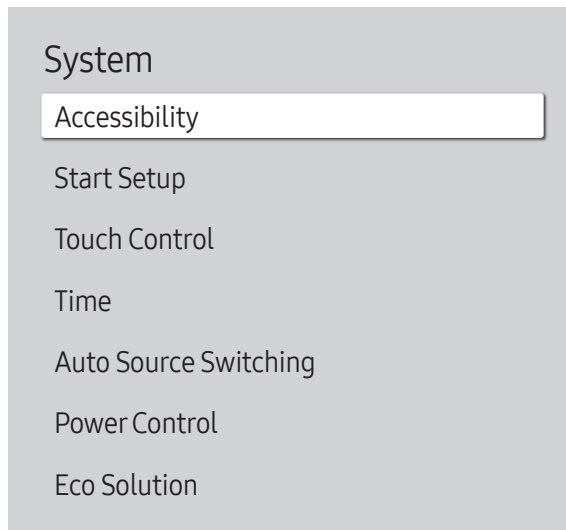 System
Accessibility
Start Setup
Touch Control
Time
Auto Source Switching
Power Control
Eco Solution